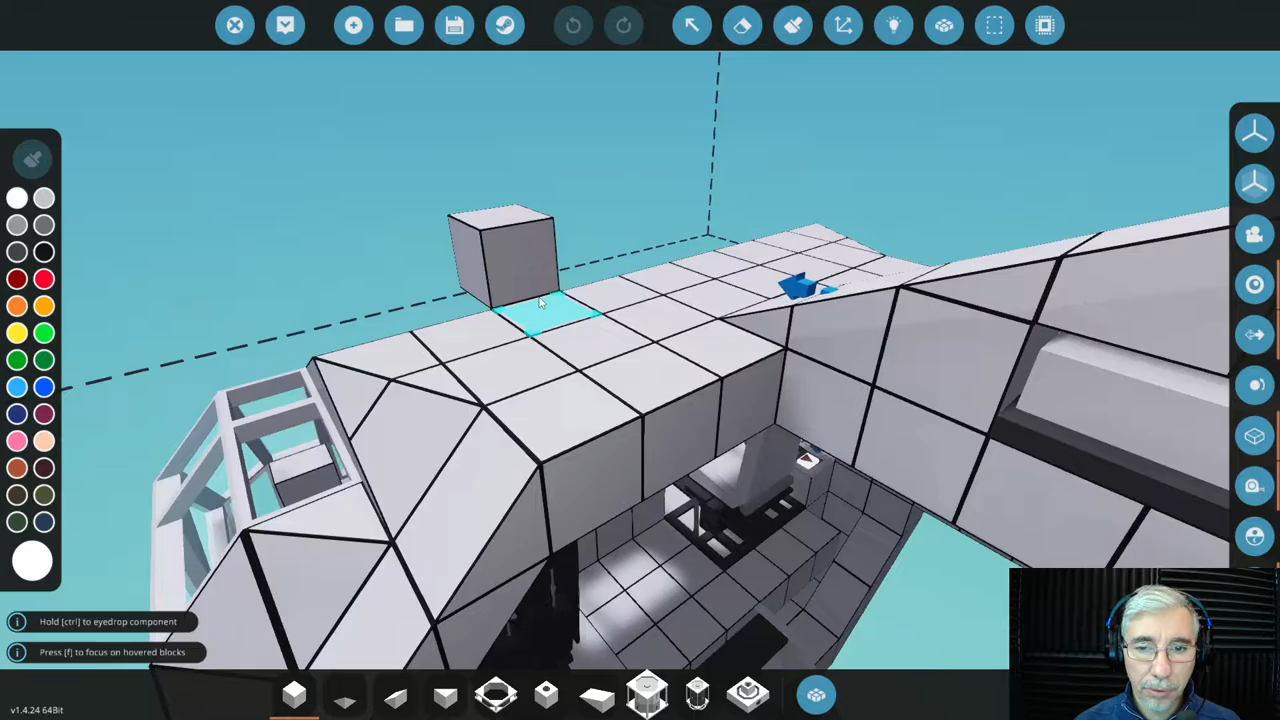 Hold [ctrl] to eyedrop component
Press [f] to focus on hovered blocks
v1.4.24 64Bit